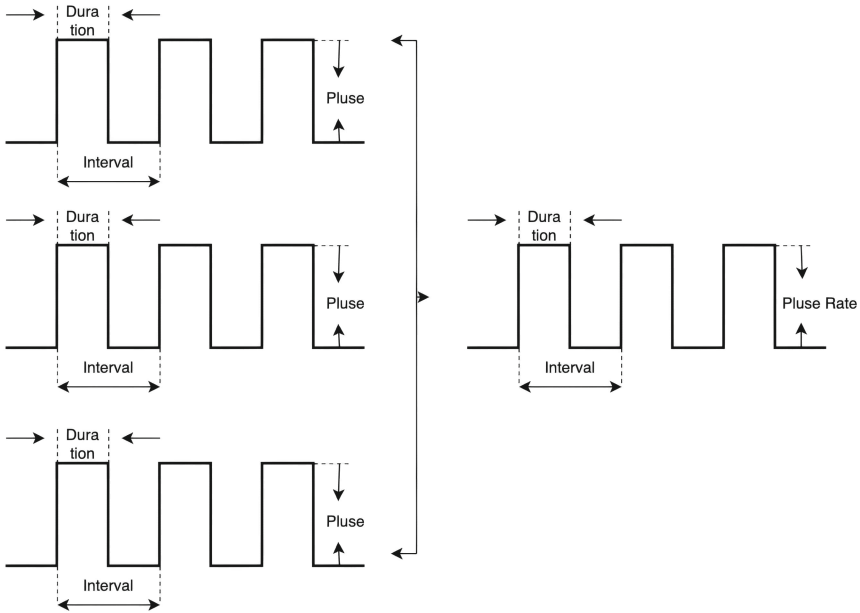 Dura
tion
Pluse
Interval
Dura
tion
Pluse
Interval
Dura
tion
Pluse Rate
Interval
Dura
tion
Pluse
Interval